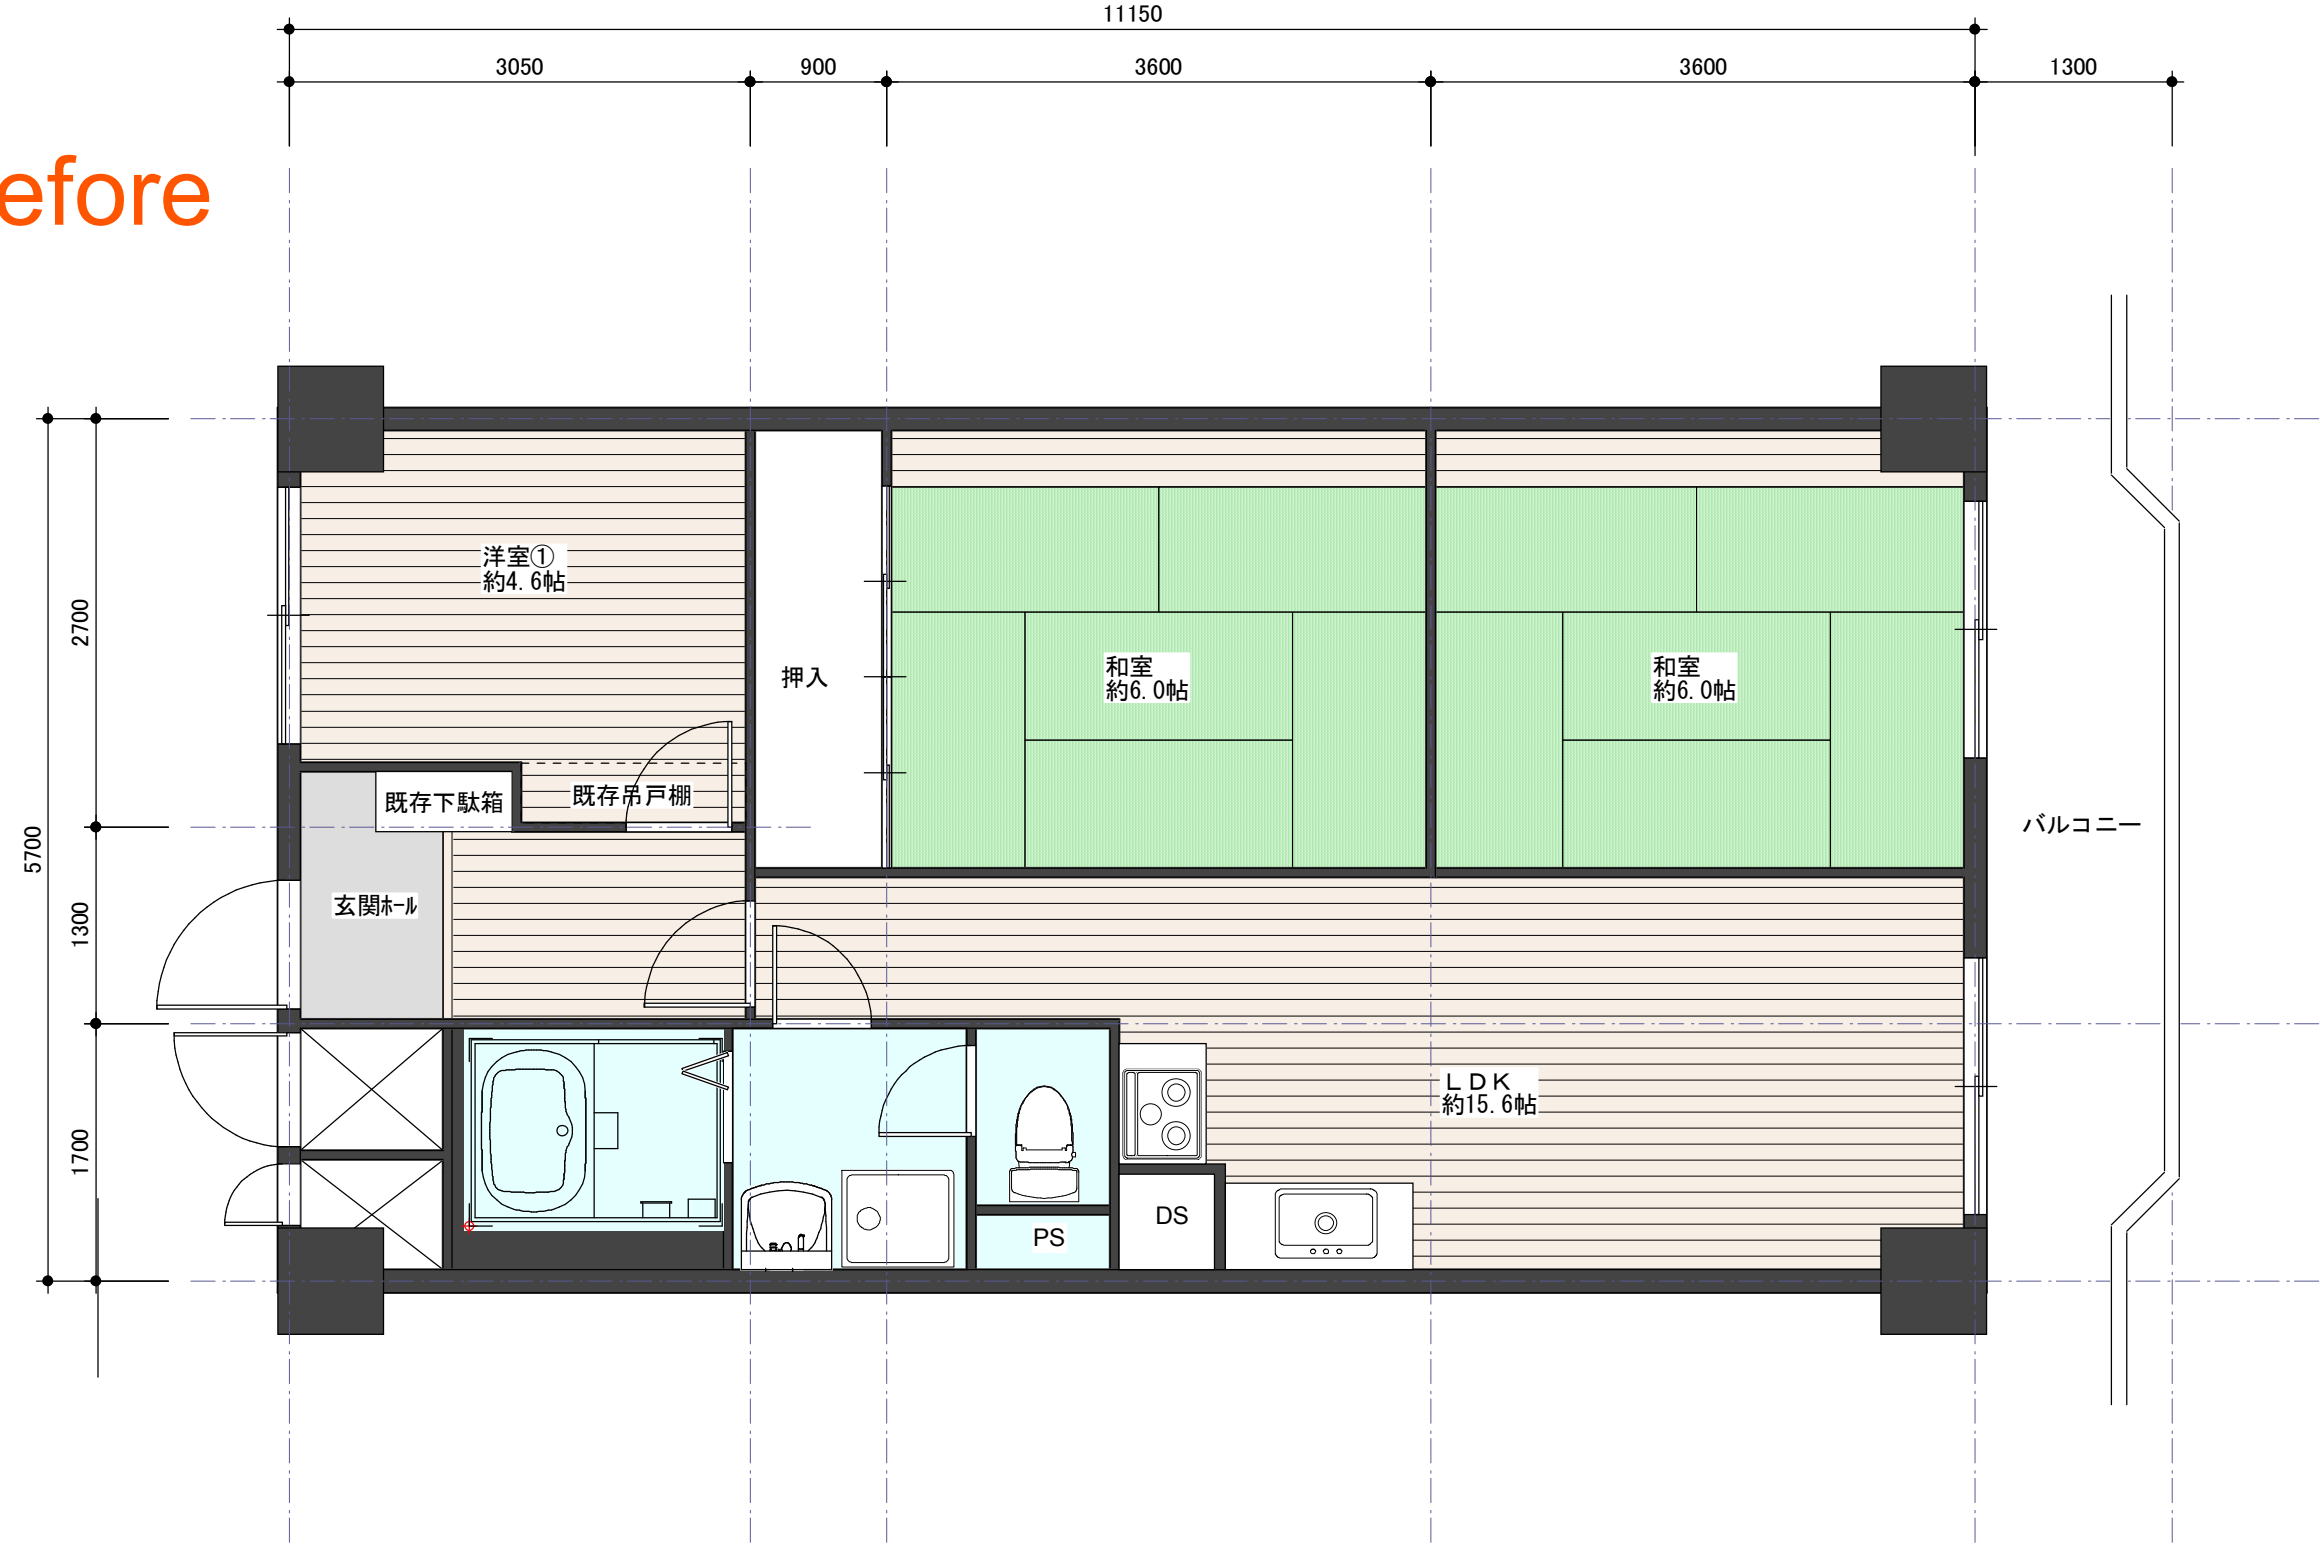 11150
3050
900
3600
3600
1300
efore
洋室①
約4.6帖
2700
押入
和室
約6.0帖
和室
約6.0帖
既存下駄箱
既存吊戸棚
バルコニー
5700
玄関ﾎｰﾙ
1300
LDK
約15.6帖
1700
DS
PS